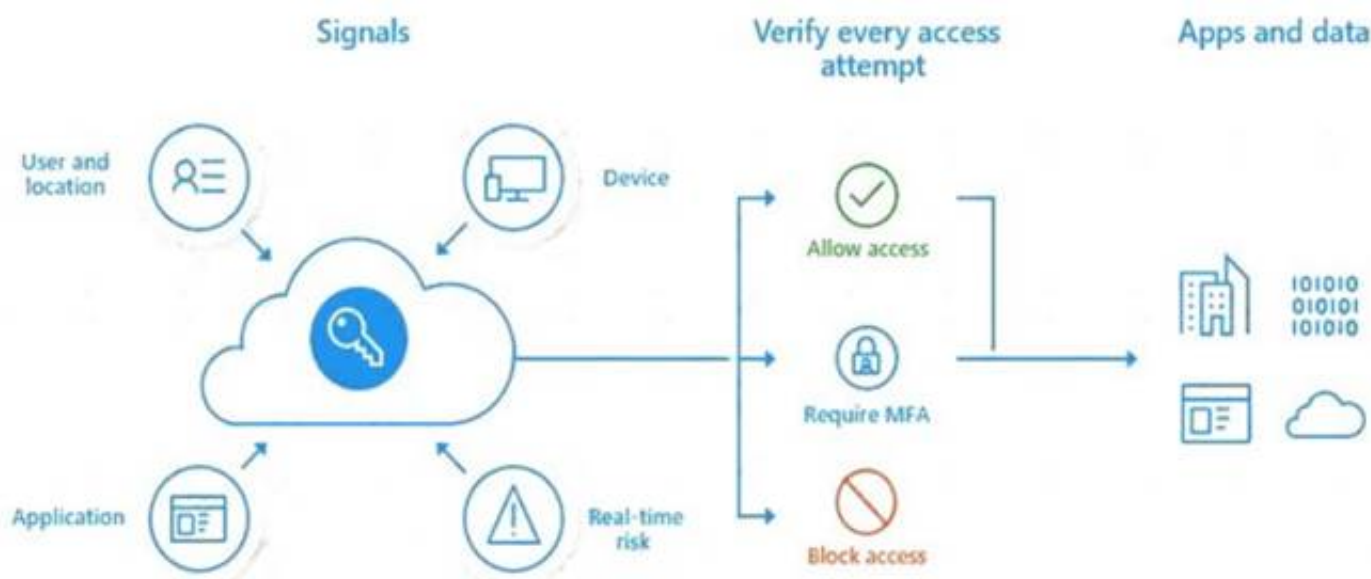 Signals
Verify every access
attempt
Apps and data
User and
location
Device
Allow access
101010
010101
101010
Require MFA
Application
Real-time
risk
Block access